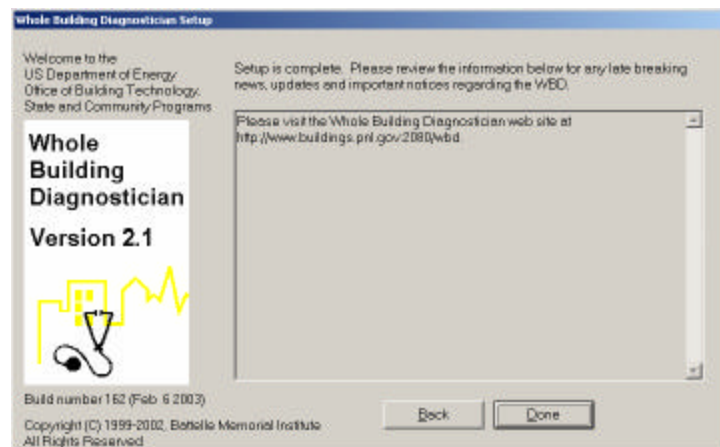 Whole Building Diagnostician Setup
Welcome to the
US Department of Energy
Office of Building Technology,
State and Community Programs
Whole
Building
Diagnostician
Version 2.1
Build number 162 (Feb 6 2003)
Copyright (C) 1999-2002, Battelle Memorial Institute
All Rights Reserved
Setup is complete. Please review the information below for any late breaking
news, updates and important notices regarding the WBD.
Please visit the Whole Building Diagnostician web site at
http://www.buildings.pnl.gov:2080/wbd.
Back
Done